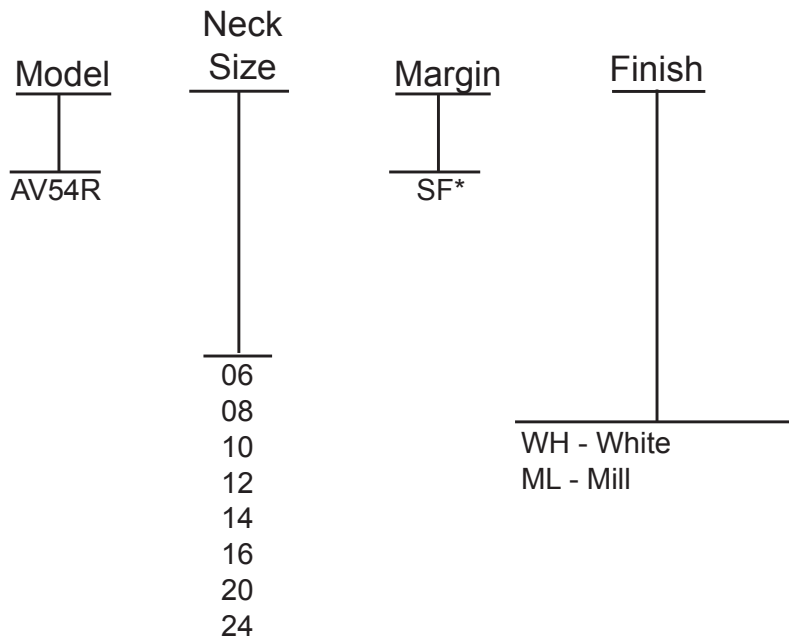 Neck
Size
Model
Margin
Finish
AV54R
SF*
06
08
10
12
14
16
20
24
WH - White
ML - Mill